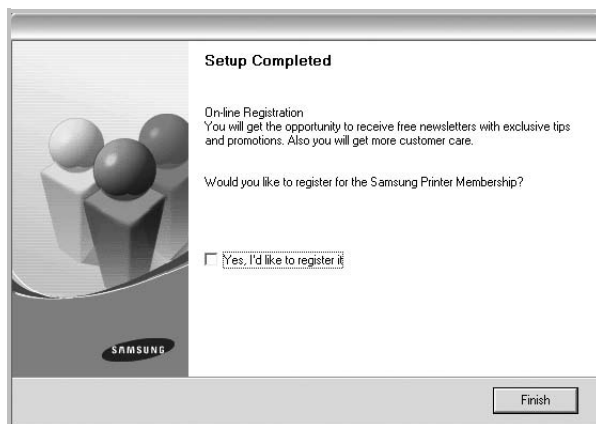 Setup Completed
On-line Registration
You will get the opportunity to receive free newsletters with exclusive tips
and promotions. Also you will get more customer care.
Would you like to register for the Samsung Printer Membership?
Yes, I'd like to register it
SAMSUNG
Finish